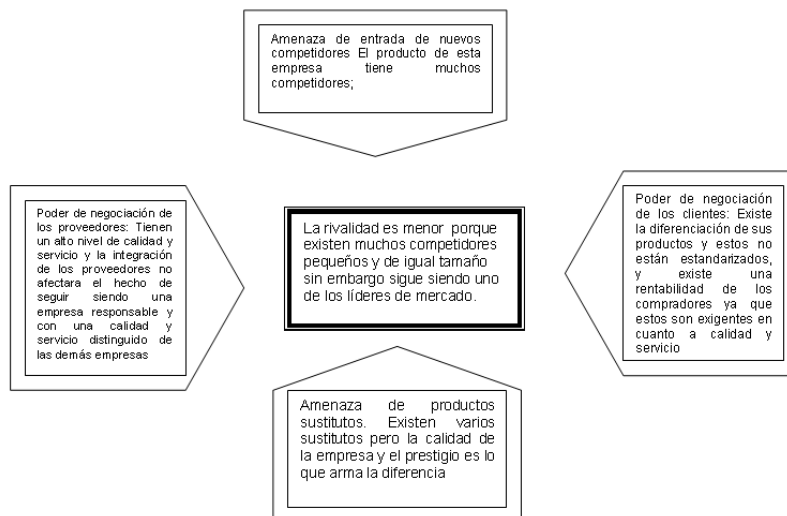 Amenaza de entrada de nuevos
competidores El producto de esta
empresa tiene muchos
competidores;
Poder de negociación de
los proveedores: Tienen
un alto nivel de calidad y
servicio y la integración
de los proveedores no
afectara el hecho de
seguir siendo una
empresa responsable y
con una calidad y
servicio distinguido de
las demás empresas
La rivalidad es menor porque
existen muchos competidores
pequeños y de igual tamaño
sin embargo sigue siendo uno
de los líderes de mercado.
Poder de negociación
de los clientes: Existe
la diferenciación de sus
productos y estos no
están estandarizados,
y existe una
rentabilidad de los
compradores ya que
estos son exigentes en
cuanto a calidad y
servicio
Amenaza de productos
sustitutos. Existen varios
sustitutos pero la calidad de
la empresa y el prestigio es lo
que arma la diferencia